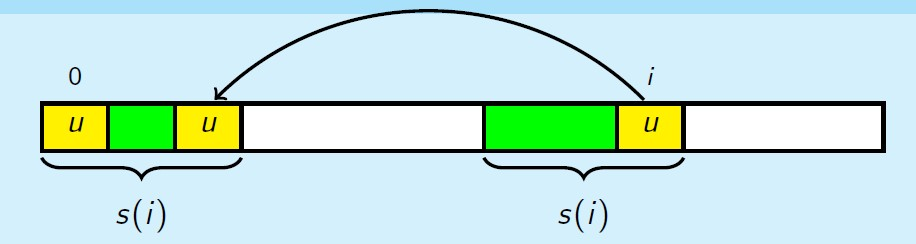 0 i
u u u
s(i) s(i)